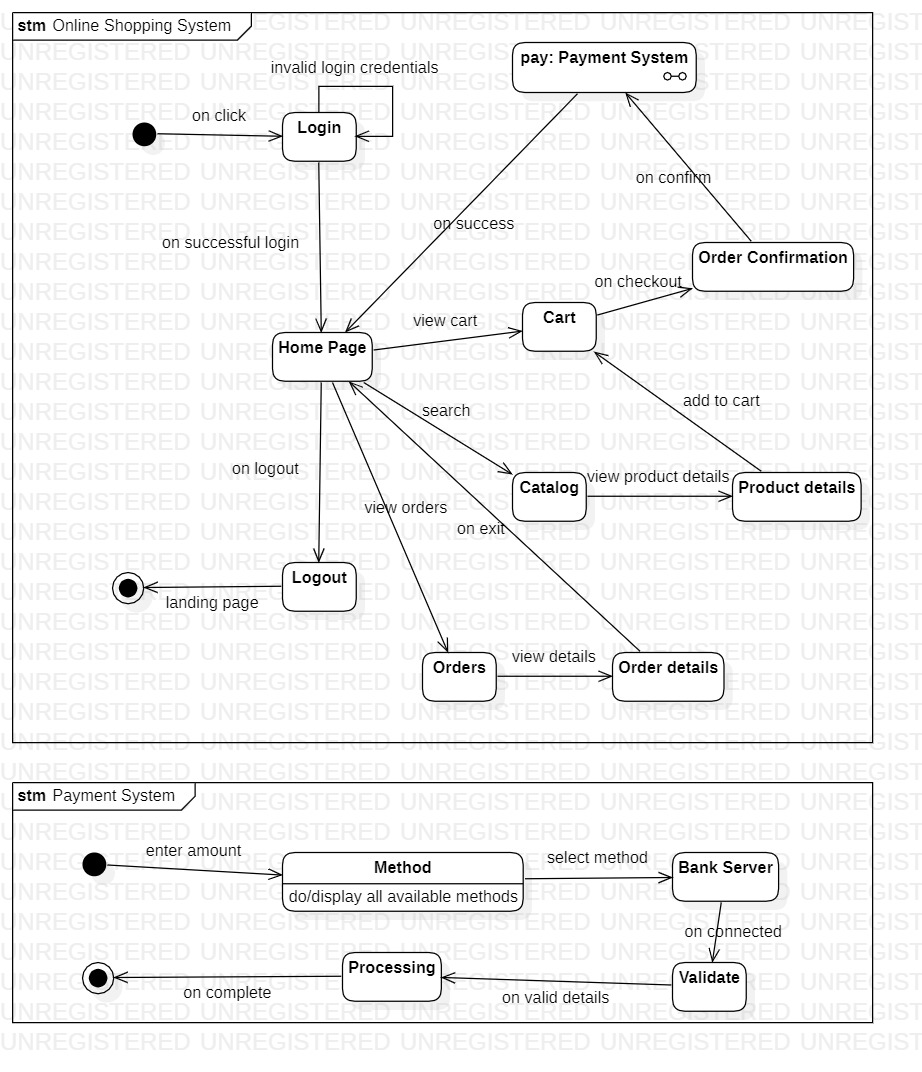 stm Online Shopping System
invalid login credentials
pay: Payment System
on click
Login
on confirm
on success
on successful login
Order Confirmation
on checkout
Cart
view cart
Home Page
add to cart
search
on logout
view product details
Catalog
Product details
view orders
on exit
Logout
landing page
view details
Orders
Order details
stm Payment System
enter amount
select method
Method
Bank Server
do/display all available methods
on connected
Processing
Validate
on complete
on valid details
UNREGISTERED